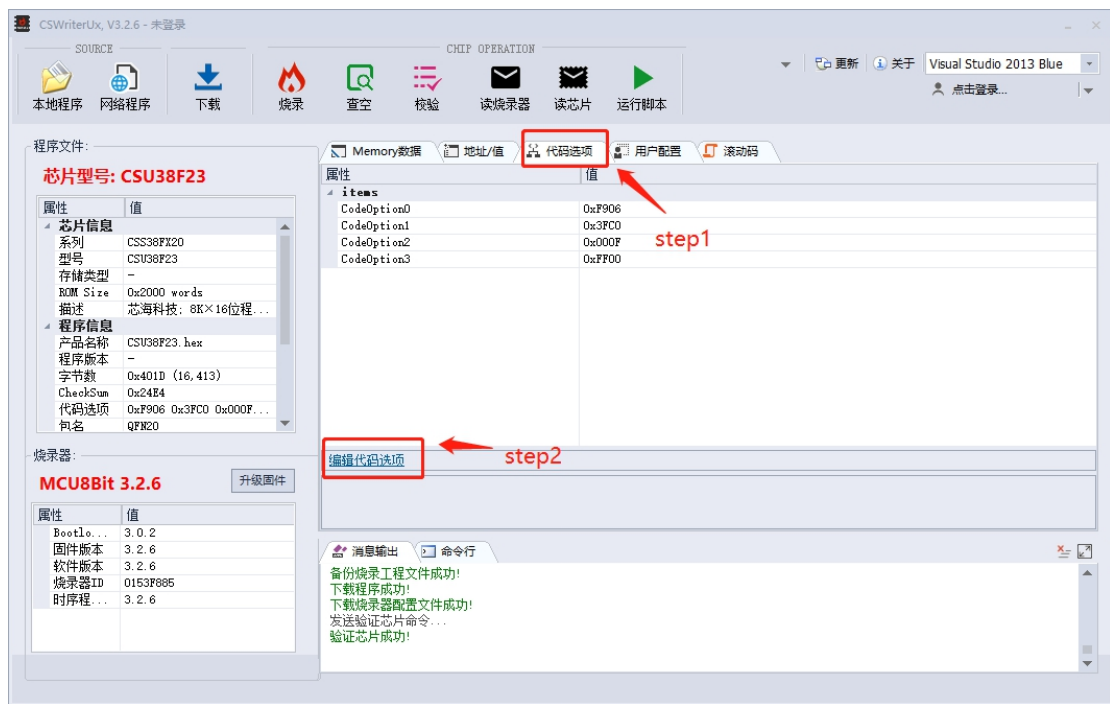 CSWriterUx, V3.2.6 - 未登录
SOURCE
CHIP OPERATION
本地程序 网络程序 下载 烧录 查空 校验 读烧录器 读芯片 运行脚本
更新 关于 Visual Studio 2013 Blue
点击登录...
程序文件:
芯片型号: CSU38F23
属性 值
芯片信息
系列 CSS38FX20
型号 CSU38F23
存储类型 -
ROM Size 0x2000 words
描述 芯海科技: 8K×16位程...
程序信息
产品名称 CSU38F23.hex
程序版本 -
字节数 0x401D (16,413)
CheckSum 0x24E4
代码选项 0xF906 0x3FC0 0x000F...
包名 QFN20
烧录器:
MCU8Bit 3.2.6 升级固件
属性 值
Bootlo... 3.0.2
固件版本 3.2.6
软件版本 3.2.6
烧录器ID 0153F885
时序程... 3.2.6
Memory数据 地址/值 代码选项 用户配置 滚动码
属性 值
items
CodeOption0 0xF906
CodeOption1 0x3FC0
CodeOption2 0x000F
CodeOption3 0xFF00
step1
编辑代码选项
step2
消息输出 命令行
备份烧录工程文件成功!
下载程序成功!
下载烧录器配置文件成功!
发送验证芯片命令...
验证芯片成功!